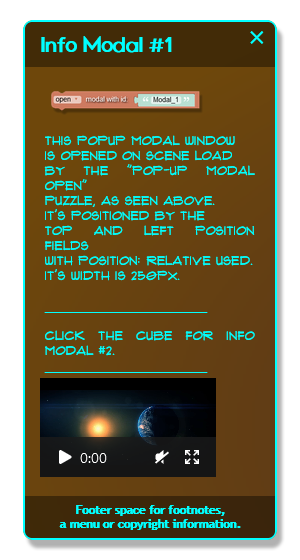 Info Modal #1
open modal with id: “ Modal_1 ”
THIS POPUP MODAL WINDOW
IS OPENED ON SCENE LOAD
BY THE "POP-UP MODAL
OPEN"
PUZZLE, AS SEEN ABOVE.
IT'S POSITIONED BY THE
TOP AND LEFT POSITION
FIELDS
WITH POSITION: RELATIVE USED.
IT'S WIDTH IS 250PX.
CLICK THE CUBE FOR INFO
MODAL #2.
0:00
Footer space for footnotes,
a menu or copyright information.